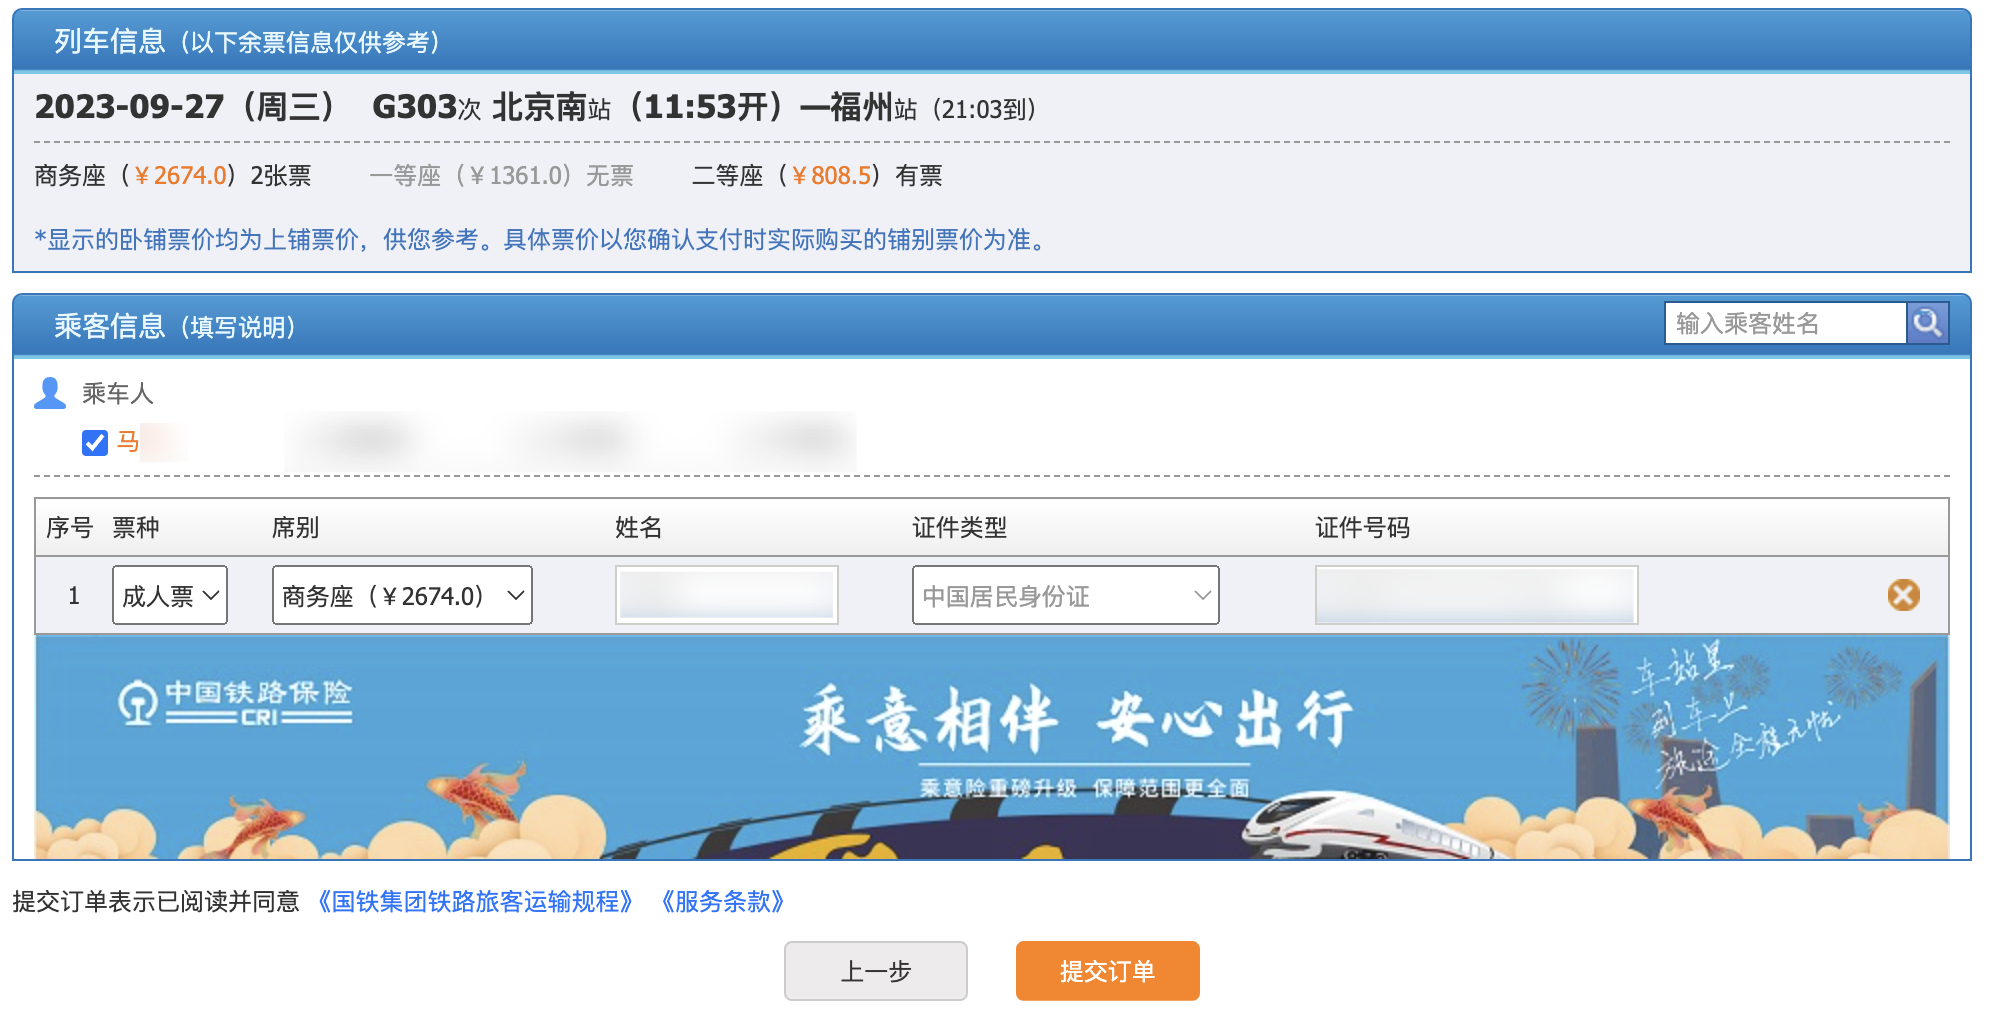 列车信息（以下余票信息仅供参考）
2023-09-27（周三） G303次 北京南站（11:53开）—福州站（21:03到）
商务座（￥2674.0）2张票 一等座（￥1361.0）无票 二等座（￥808.5）有票
*显示的卧铺票价均为上铺票价，供您参考。具体票价以您确认支付时实际购买的铺别票价为准。
乘客信息（填写说明） 输入乘客姓名
乘车人
马
序号 票种 席别 姓名 证件类型 证件号码
1 成人票 商务座（￥2674.0） 中国居民身份证
中国铁路保险
CRI
乘意相伴 安心出行
乘意险重磅升级 保障范围更全面
车站里
列车上
旅途全程无忧
提交订单表示已阅读并同意 《国铁集团铁路旅客运输规程》 《服务条款》
上一步 提交订单